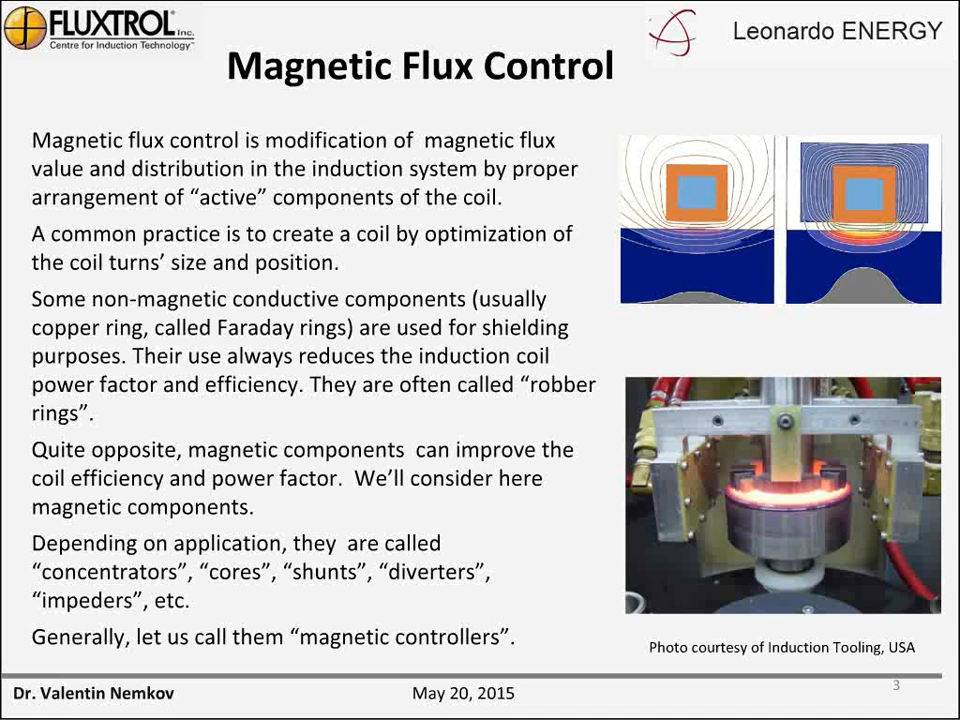 FLUXTROL® Inc.
Centre for Induction Technology™
Leonardo ENERGY
Magnetic Flux Control
Magnetic flux control is modification of magnetic flux
value and distribution in the induction system by proper
arrangement of “active” components of the coil.
A common practice is to create a coil by optimization of
the coil turns’ size and position.
Some non-magnetic conductive components (usually
copper ring, called Faraday rings) are used for shielding
purposes. Their use always reduces the induction coil
power factor and efficiency. They are often called “robber
rings”.
Quite opposite, magnetic components can improve the
coil efficiency and power factor. We’ll consider here
magnetic components.
Depending on application, they are called
“concentrators”, “cores”, “shunts”, “diverters”,
“impeders”, etc.
Generally, let us call them “magnetic controllers”.
Photo courtesy of Induction Tooling, USA
Dr. Valentin Nemkov
May 20, 2015
3